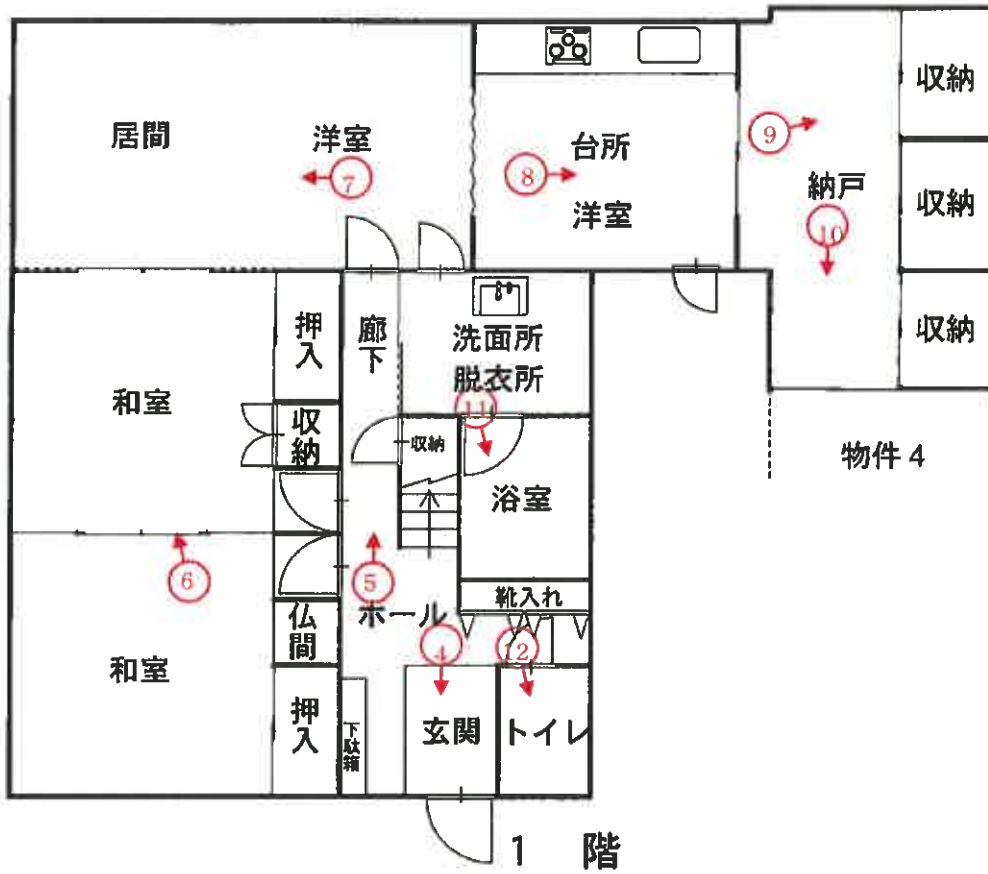 収納
居間
洋室
台所
⑨
⑧
⑦
納戸
収納
洋室
⑩
押入
廊下
洗面所
収納
脱衣所
和室
⑪
収納
収納
物件4
浴室
⑤
⑥
靴入れ
仏間
ホール
④
⑫
和室
押入
下駄箱
玄関
トイレ
1階